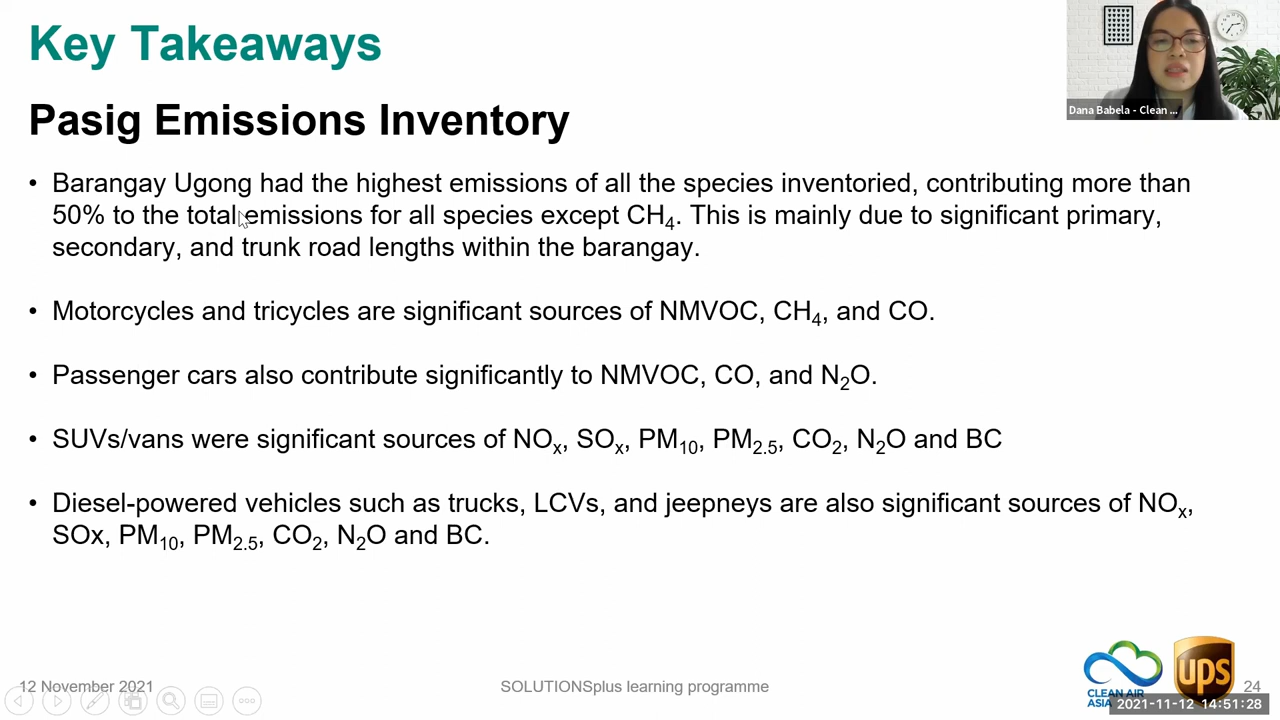 Key Takeaways
Dana Babela - Clean ...
Pasig Emissions Inventory
• Barangay Ugong had the highest emissions of all the species inventoried, contributing more than
50% to the total emissions for all species except CH₄. This is mainly due to significant primary,
secondary, and trunk road lengths within the barangay.
• Motorcycles and tricycles are significant sources of NMVOC, CH₄, and CO.
• Passenger cars also contribute significantly to NMVOC, CO, and N₂O.
• SUVs/vans were significant sources of NOₓ, SOₓ, PM₁₀, PM₂.₅, CO₂, N₂O and BC
• Diesel-powered vehicles such as trucks, LCVs, and jeepneys are also significant sources of NOₓ,
SOx, PM₁₀, PM₂.₅, CO₂, N₂O and BC.
12 November 2021
SOLUTIONSplus learning programme
CLEAN AIR
ASIA
ups
24
2021-11-12 14:51:28